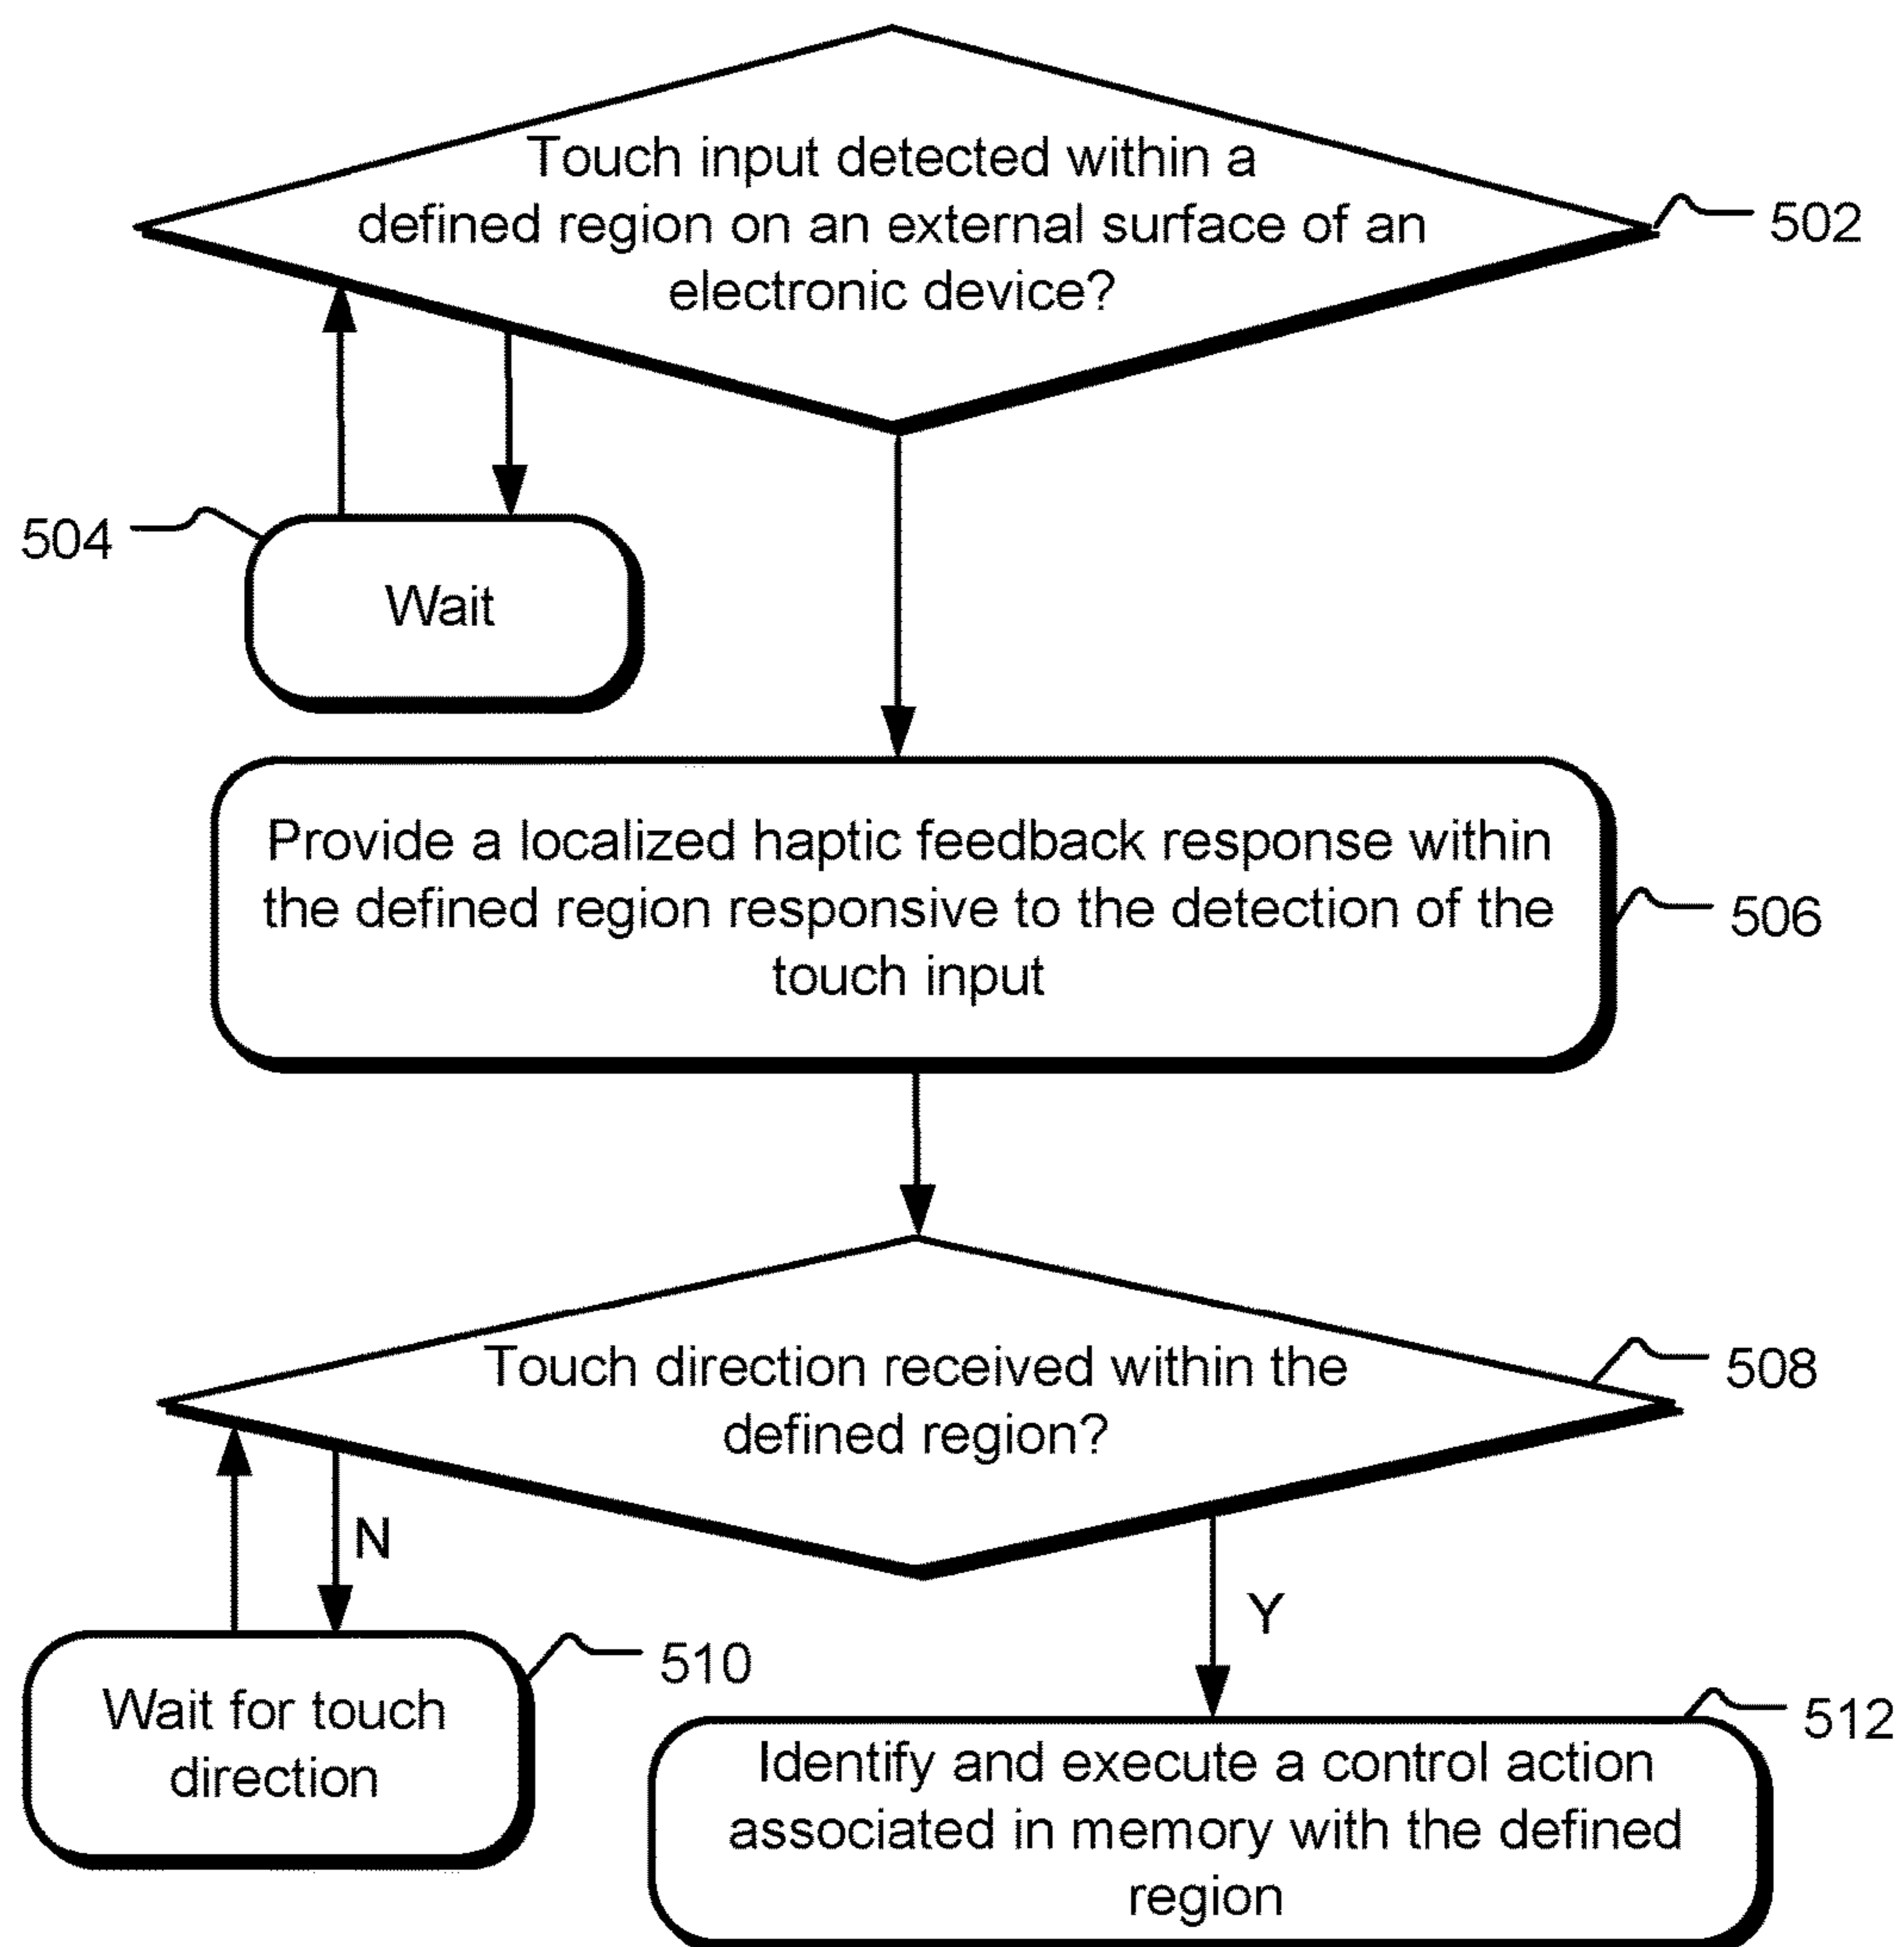 Touch input detected within a
defined region on an external surface of an
electronic device?
502
504
Wait
Provide a localized haptic feedback response within
the defined region responsive to the detection of the
touch input
506
Touch direction received within the
defined region?
508
N
Y
510
Wait for touch
direction
512
Identify and execute a control action
associated in memory with the defined
region